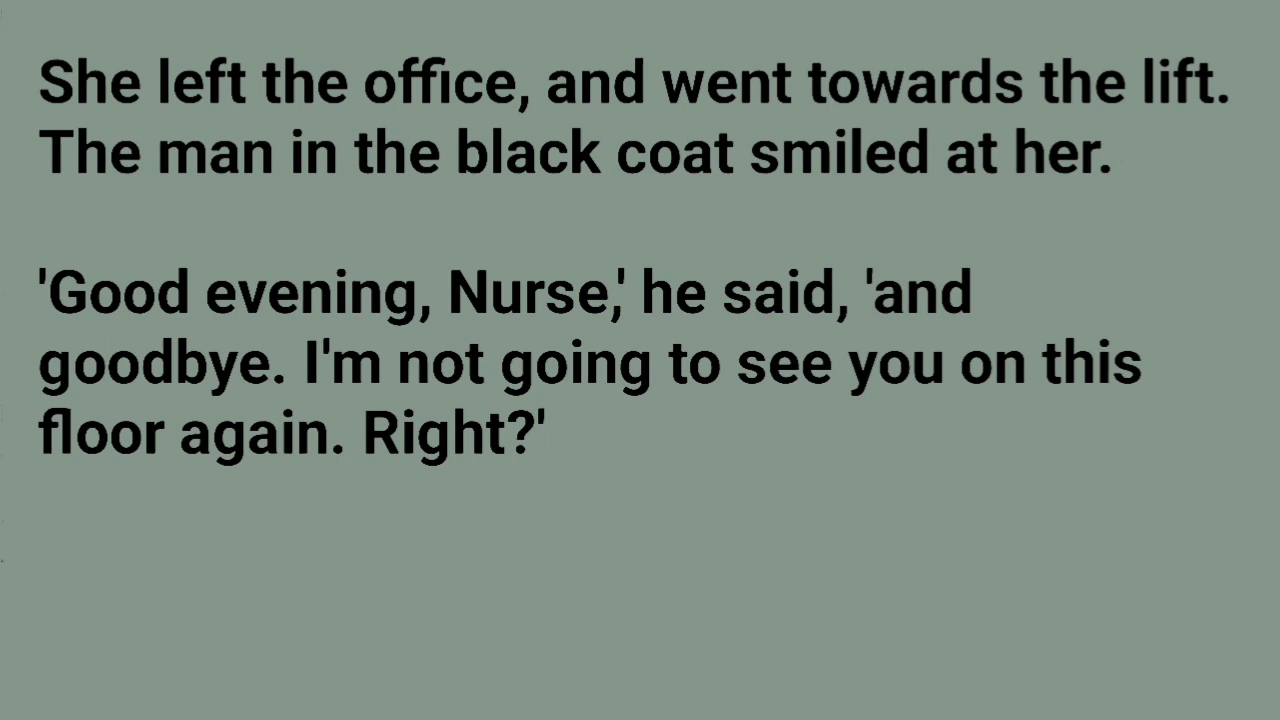 She left the office, and went towards the lift.
The man in the black coat smiled at her.
'Good evening, Nurse,' he said, 'and
goodbye. I'm not going to see you on this
floor again. Right?'